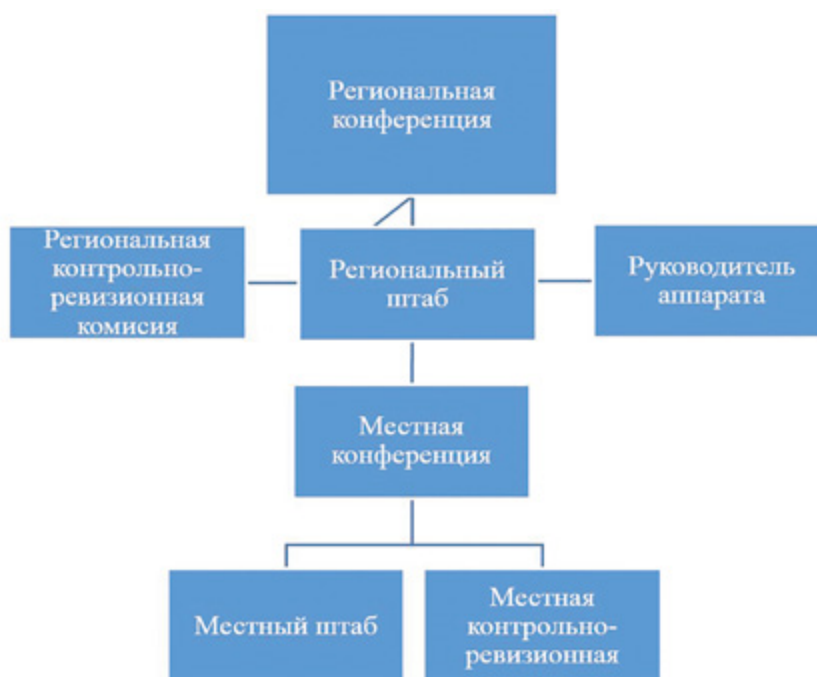 Региональная
конференция
Региональная
контрольно-
ревизионная
комисия
Региональный
штаб
Руководитель
аппарата
Местная
конференция
Местный штаб
Местная
контрольно-
ревизионная